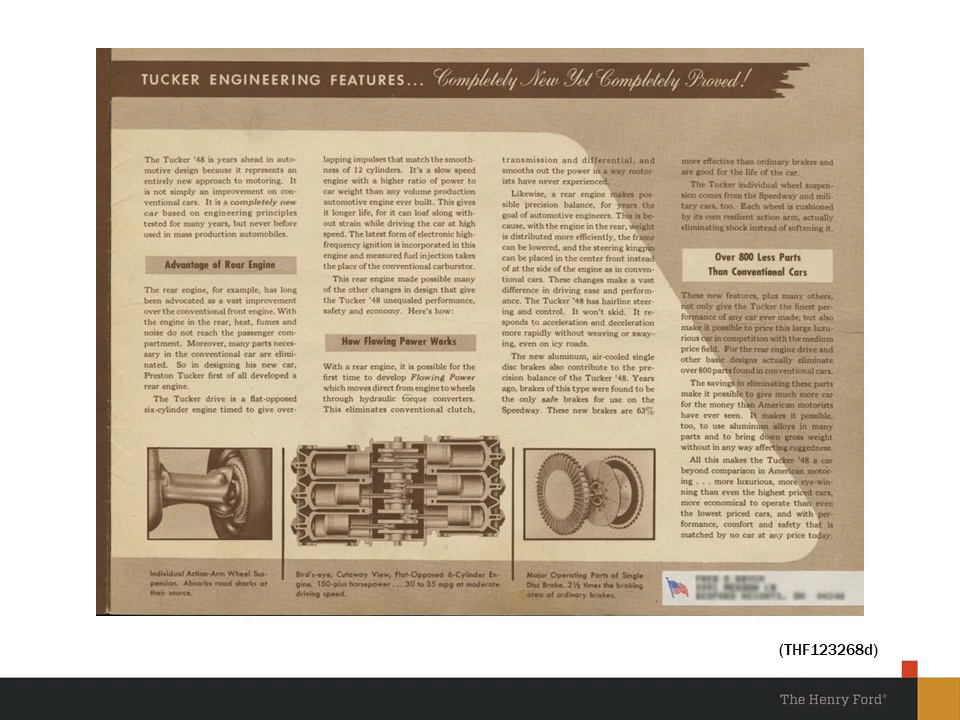 TUCKER ENGINEERING FEATURES... Completely New Yet Completely Proved!
The Tucker '48 is years ahead in auto-
motive design because it represents an
entirely new approach to motoring. It
is not simply an improvement on con-
ventional cars. It is a completely new
car based on engineering principles
tested for many years, but never before
used in mass production automobiles.
Advantage of Rear Engine
The rear engine, for example, has long
been advocated as a vast improvement
over the conventional front engine. With
the engine in the rear, heat, fumes and
noise do not reach the passenger com-
partment. Moreover, many parts neces-
sary in the conventional car are elimi-
nated. So in designing his new car,
Preston Tucker first of all developed a
rear engine.
The Tucker drive is a flat-opposed
six-cylinder engine timed to give over-
lapping impulses that match the smooth-
ness of 12 cylinders. It's a slow speed
engine with a higher ratio of power to
car weight than any volume production
automotive engine ever built. This gives
it longer life, for it can loaf along with-
out strain while driving the car at high
speed. The latest form of electronic high-
frequency ignition is incorporated in this
engine and measured fuel injection takes
the place of the conventional carburetor.
This rear engine made possible many
of the other changes in design that give
the Tucker '48 unequaled performance,
safety and economy. Here's how:
How Flowing Power Works
With a rear engine, it is possible for the
first time to develop Flowing Power
which moves direct from engine to wheels
through hydraulic torque converters.
This eliminates conventional clutch,
transmission and differential, and
smooths out the power in a way motor-
ists have never experienced.
Likewise, a rear engine makes pos-
sible precision balance, for years the
goal of automotive engineers. This is be-
cause, with the engine in the rear, weight
is distributed more efficiently, the frame
can be lowered, and the steering kingpin
can be placed in the center front instead
of at the side of the engine as in conven-
tional cars. These changes make a vast
difference in driving ease and perform-
ance. The Tucker '48 has hairline steer-
ing and control. It won't skid. It re-
sponds to acceleration and deceleration
more rapidly without weaving or sway-
ing, even on icy roads.
The new aluminum, air-cooled single
disc brakes also contribute to the pre-
cision balance of the Tucker '48. Years
ago, brakes of this type were found to be
the only safe brakes for use on the
Speedway. These new brakes are 63%
more effective than ordinary brakes and
are good for the life of the car.
The Tucker individual wheel suspen-
sion comes from the Speedway and mili-
tary cars, too. Each wheel is cushioned
by its own resilient action arm, actually
eliminating shock instead of softening it.
Over 800 Less Parts
Than Conventional Cars
These new features, plus many others,
not only give the Tucker the finest per-
formance of any car ever made; but also
make it possible to price this large luxu-
rious car in competition with the medium
price field. For the rear engine drive and
other basic designs actually eliminate
over 800 parts found in conventional cars.
The savings in eliminating these parts
make it possible to give much more car
for the money than American motorists
have ever seen. It makes it possible,
too, to use aluminum alloys in many
parts and to bring down gross weight
without in any way affecting ruggedness.
All this makes the Tucker '48 a car
beyond comparison in American motor-
ing . . . more luxurious, more eye-win-
ning than even the highest priced cars,
more economical to operate than even
the lowest priced cars, and with per-
formance, comfort and safety that is
matched by no car at any price today.
Individual Action-Arm Wheel Sus-
pension. Absorbs road shocks at
their source.
Bird's-eye, Cutaway View, Flat-Opposed 6-Cylinder En-
gine. 150-plus horsepower . . . 30 to 35 mpg at moderate
driving speed.
Major Operating Parts of Single
Disc Brake. 2½ times the braking
area of ordinary brakes.
(THF123268d)
The Henry Ford®